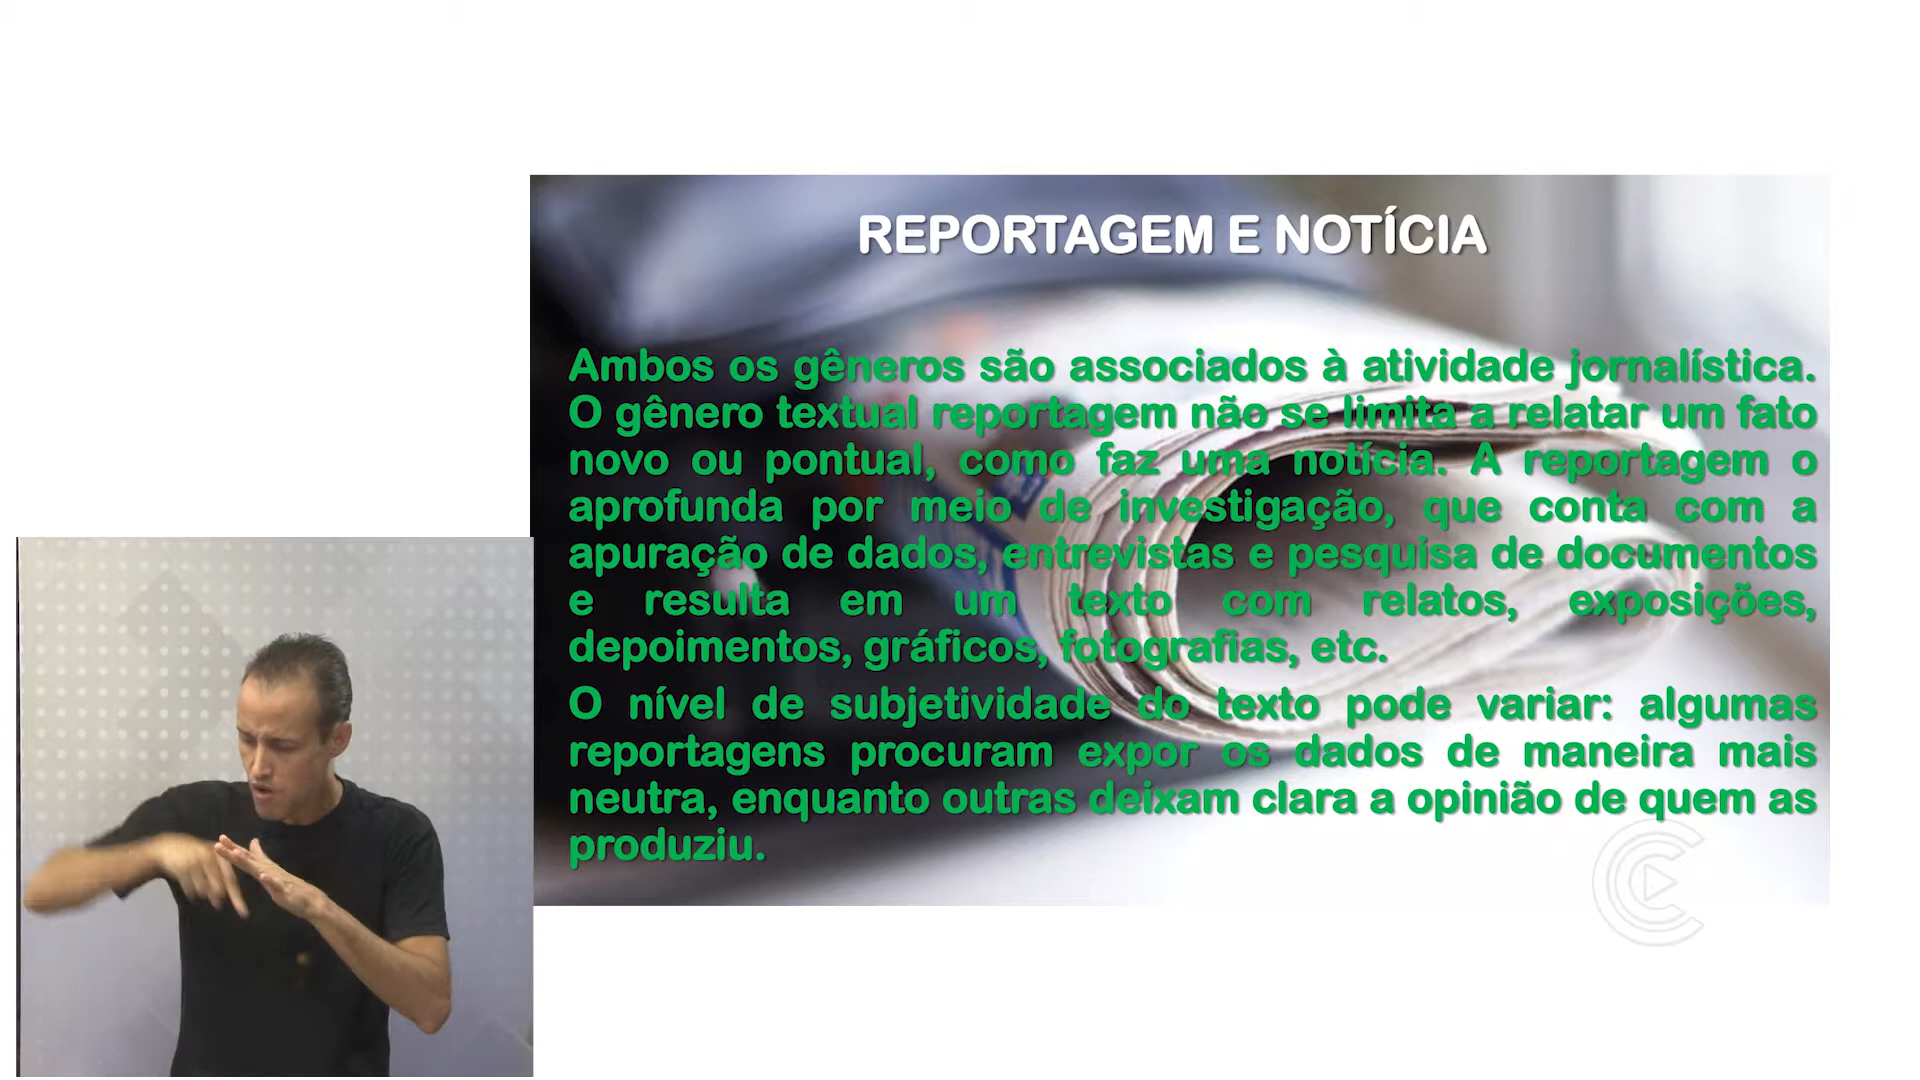 REPORTAGEM E NOTÍCIA
Ambos os gêneros são associados à atividade jornalística.
O gênero textual reportagem não se limita a relatar um fato
novo ou pontual, como faz uma notícia. A reportagem o
aprofunda por meio de investigação, que conta com a
apuração de dados, entrevistas e pesquisa de documentos
e resulta em um texto com relatos, exposições,
depoimentos, gráficos, fotografias, etc.
O nível de subjetividade do texto pode variar: algumas
reportagens procuram expor os dados de maneira mais
neutra, enquanto outras deixam clara a opinião de quem as
produziu.